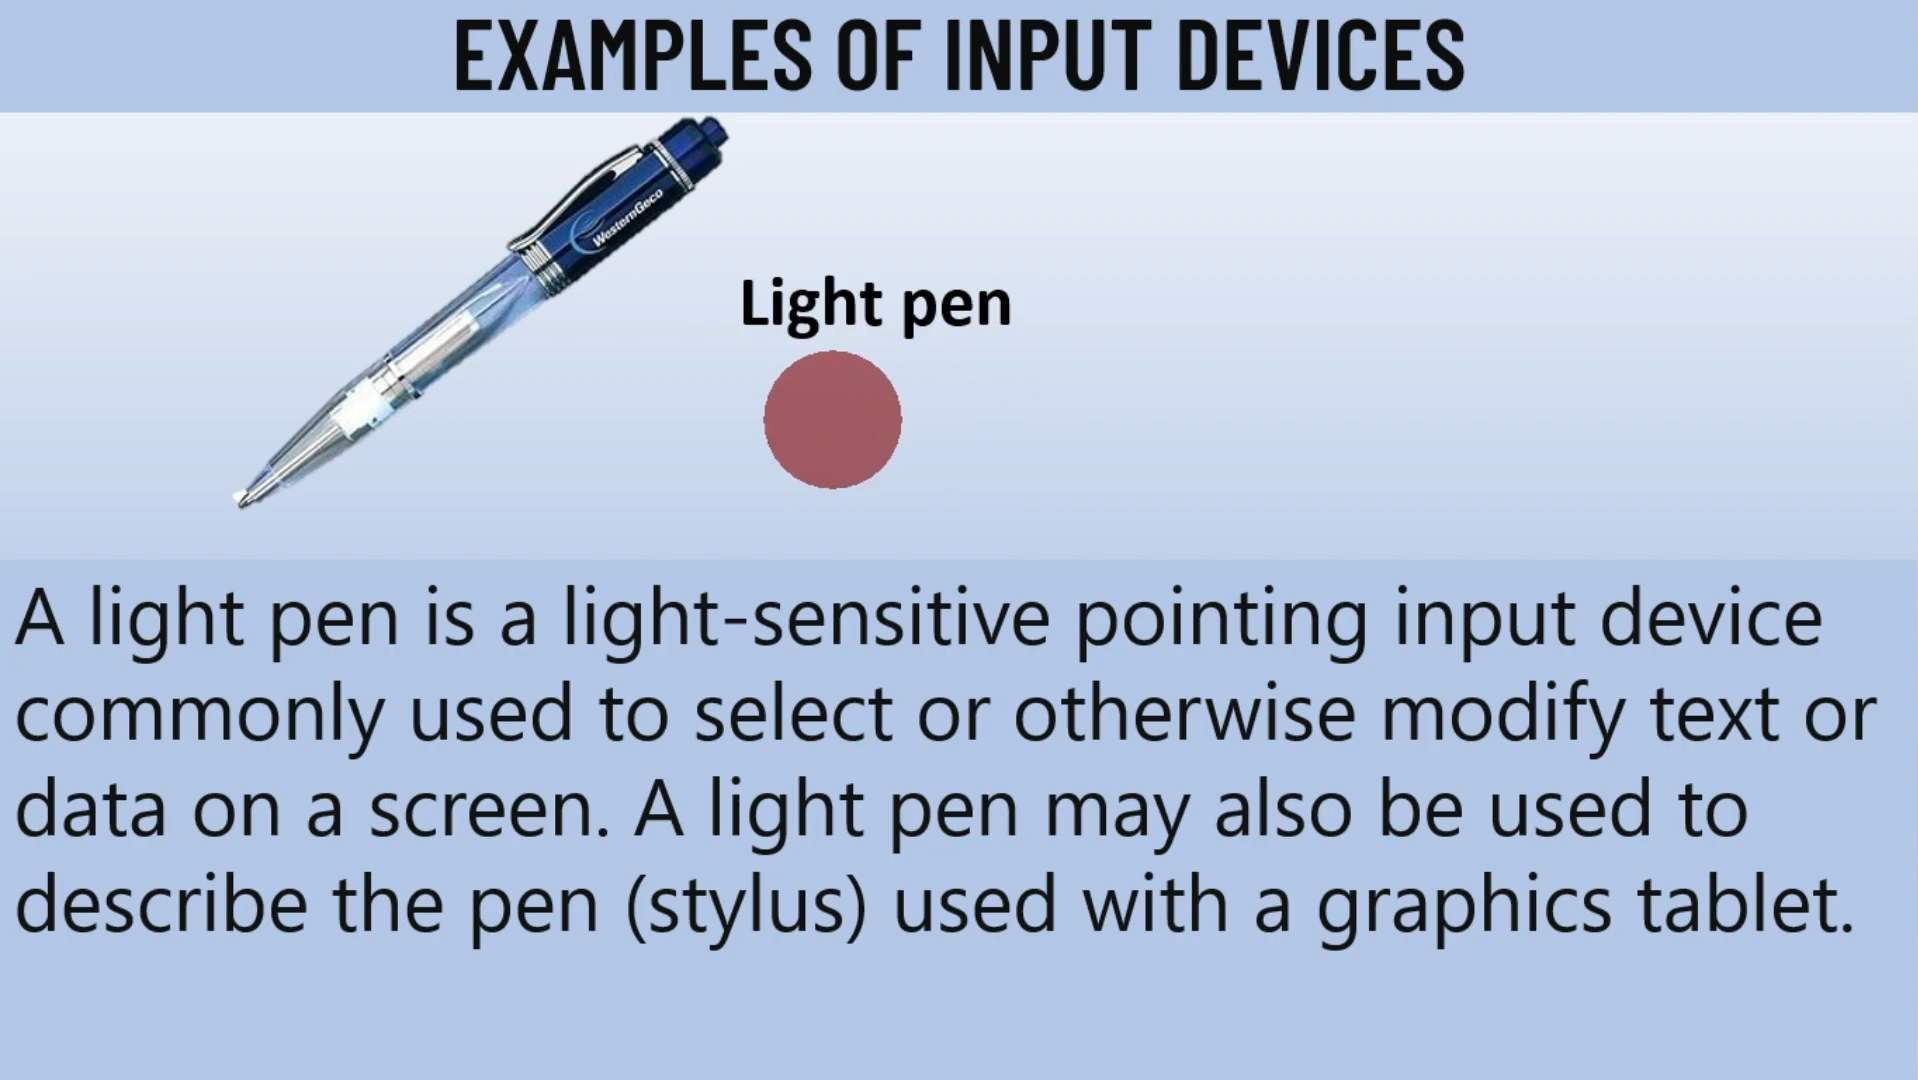 EXAMPLES OF INPUT DEVICES
WesternGeco
Light pen
A light pen is a light-sensitive pointing input device
commonly used to select or otherwise modify text or
data on a screen. A light pen may also be used to
describe the pen (stylus) used with a graphics tablet.